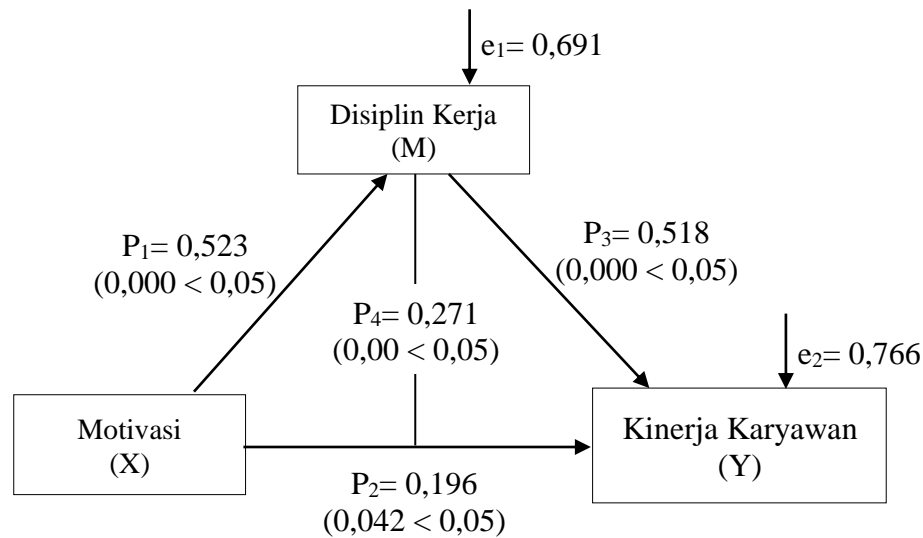 e₁= 0,691
Disiplin Kerja
(M)
P₁= 0,523
(0,000 < 0,05)
P₃= 0,518
(0,000 < 0,05)
P₄= 0,271
(0,00 < 0,05)
e₂= 0,766
Motivasi
(X)
Kinerja Karyawan
(Y)
P₂= 0,196
(0,042 < 0,05)